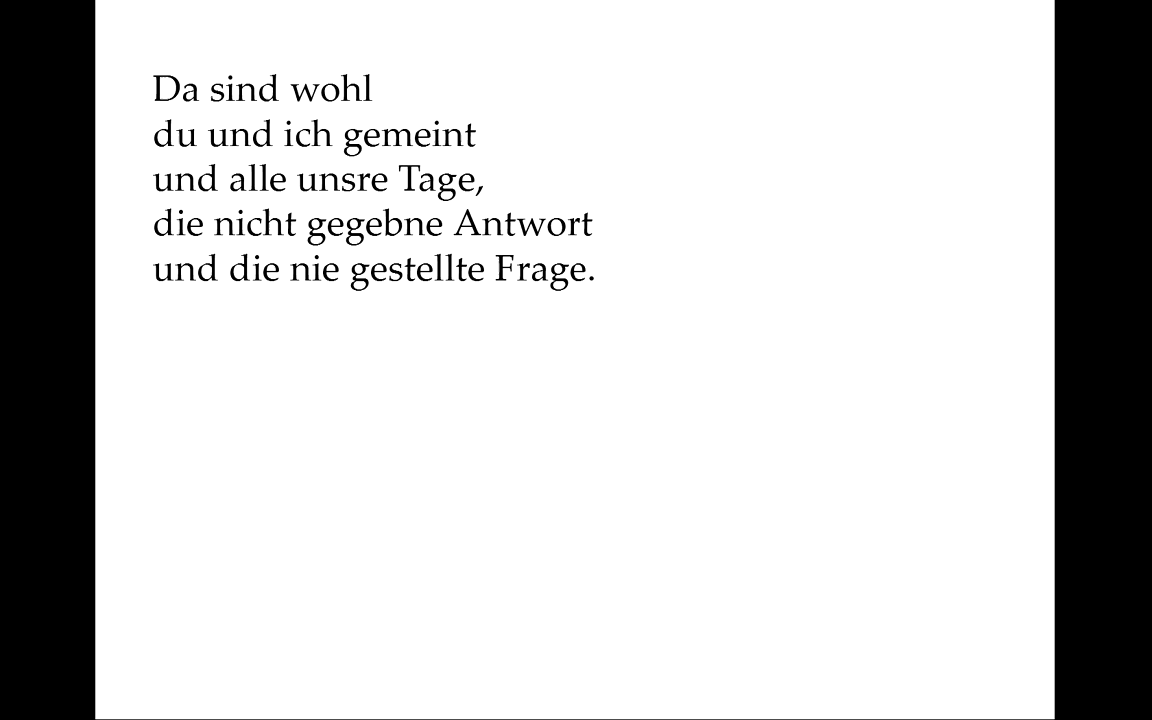 Da sind wohl
du und ich gemeint
und alle unsre Tage,
die nicht gegebne Antwort
und die nie gestellte Frage.